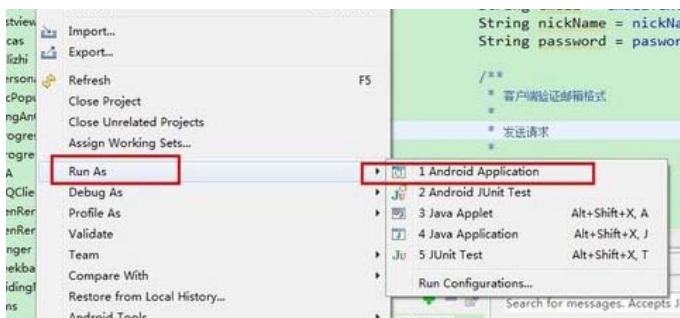 Import...
Export...
Refresh F5
Close Project
Close Unrelated Projects
Assign Working Sets...
Run As
Debug As
Profile As
Validate
Team
Compare With
Restore from Local History...
Android Tools
1 Android Application
2 Android JUnit Test
3 Java Applet Alt+Shift+X, A
4 Java Application Alt+Shift+X, J
5 JUnit Test Alt+Shift+X, T
Run Configurations...
String nickName = nickNa
String password = paswor
/**
* 客户端验证邮箱格式
*
* 发送请求
*
Search for messages. Accepts J